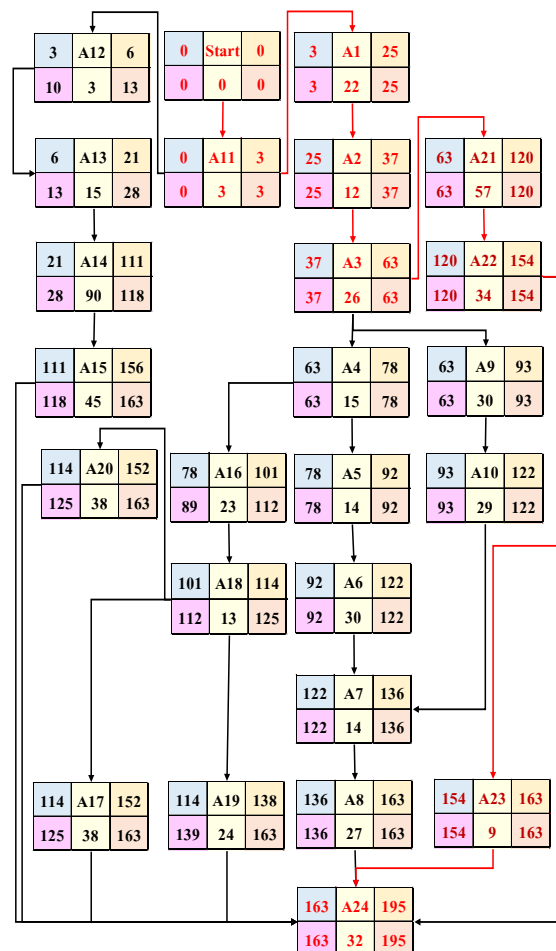 3 A12 6
10 3 13
0 Start 0
0 0 0
3 A1 25
3 22 25
6 A13 21
13 15 28
0 A11 3
0 3 3
25 A2 37
25 12 37
63 A21 120
63 57 120
21 A14 111
28 90 118
37 A3 63
37 26 63
120 A22 154
120 34 154
111 A15 156
118 45 163
63 A4 78
63 15 78
63 A9 93
63 30 93
114 A20 152
125 38 163
78 A16 101
89 23 112
78 A5 92
78 14 92
93 A10 122
93 29 122
101 A18 114
112 13 125
92 A6 122
92 30 122
122 A7 136
122 14 136
114 A17 152
125 38 163
114 A19 138
139 24 163
136 A8 163
136 27 163
154 A23 163
154 9 163
163 A24 195
163 32 195